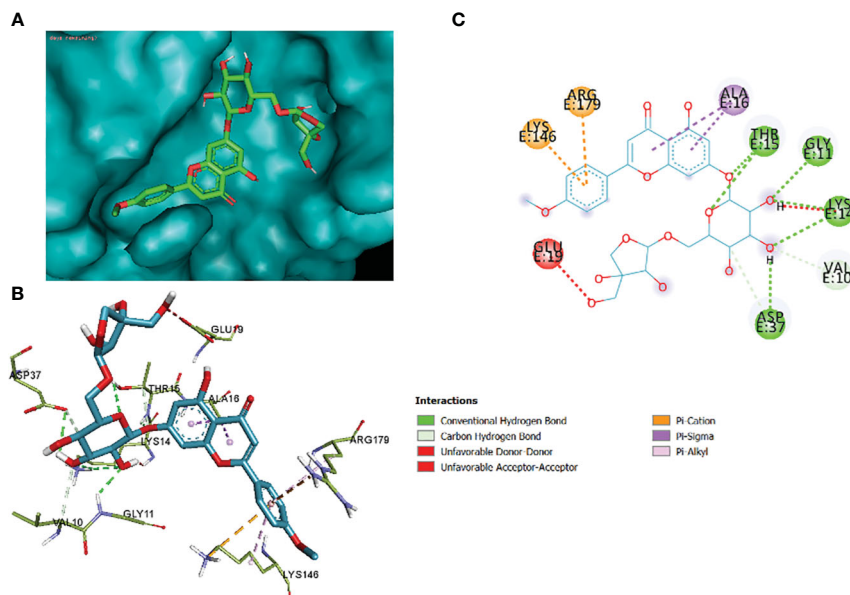 A
B
GLU19
ASP37
THR15
ALA16
LYS14
ARG179
VAL10
GLY11
LYS146
C
ARG
E:179
ALA
E:16
LYS
E:146
THR
E:15
GLY
E:11
LYS
E:14
O
O
O
O
O
O
O
H
O
H
O
O
O
O
O
O
GLU
E:19
VAL
E:10
ASP
E:37
Interactions
Conventional Hydrogen Bond
Carbon Hydrogen Bond
Unfavorable Donor-Donor
Unfavorable Acceptor-Acceptor
Pi-Cation
Pi-Sigma
Pi-Alkyl